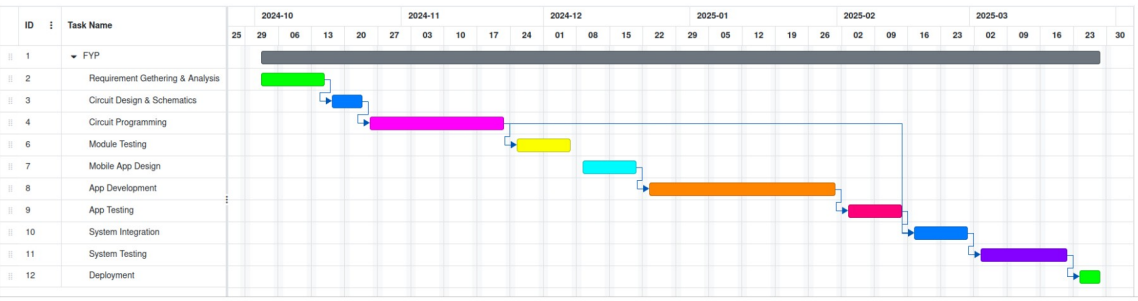 2024-10 2024-11 2024-12 2025-01 2025-02 2025-03
ID Task Name
25 29 06 13 20 27 03 10 17 24 01 08 15 22 29 05 12 19 26 02 09 16 23 02 09 16 23 30
1 FYP
2 Requirement Gethering & Analysis
3 Circuit Design & Schematics
4 Circuit Programming
6 Module Testing
7 Mobile App Design
8 App Development
9 App Testing
10 System Integration
11 System Testing
12 Deployment